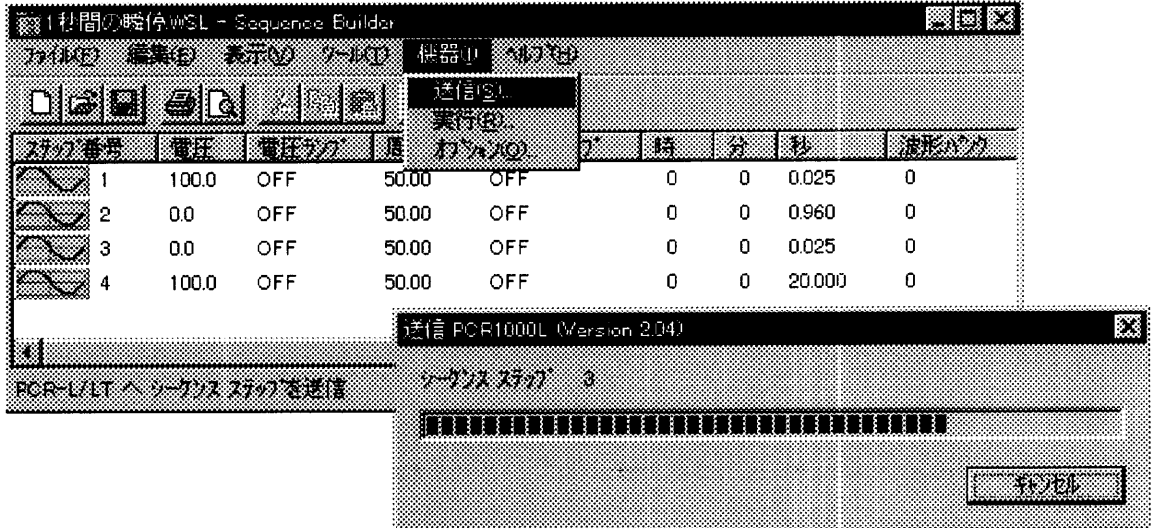 1秒間の瞬停.WSL - Sequence Builder
ファイル(F) 編集(E) 表示(V) ツール(T) 機器(I) ヘルプ(H)
送信(S)...
実行(R)...
オプション(O)...
ステップ番号 電圧 電圧ランプ 時 分 秒 波形バンク
1 100.0 OFF 50.00 OFF 0 0 0.025 0
2 0.0 OFF 50.00 OFF 0 0 0.960 0
3 0.0 OFF 50.00 OFF 0 0 0.025 0
4 100.0 OFF 50.00 OFF 0 0 20.000 0
PCR-L/LT へ シーケンス ステップを送信
送信 PCR1000L (Version 2.04)
シーケンス ステップ 3
キャンセル